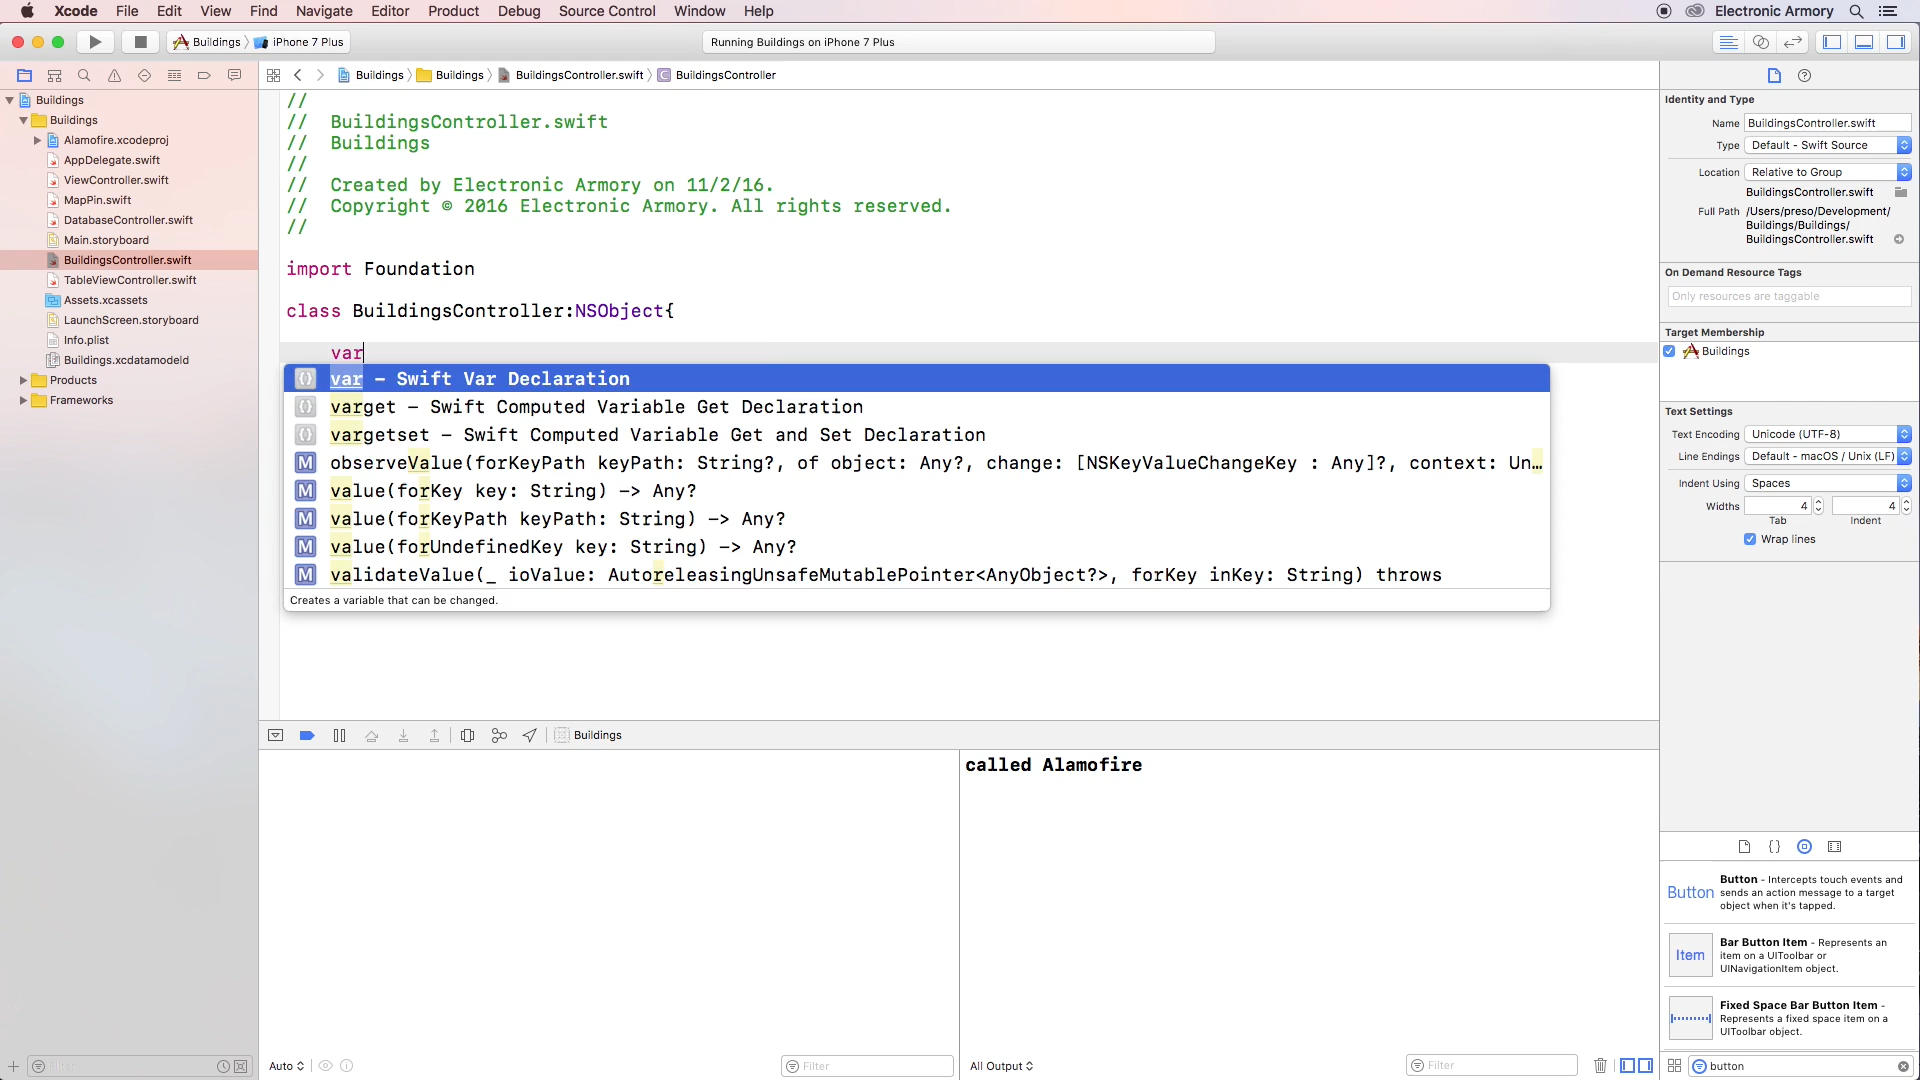 Xcode File Edit View Find Navigate Editor Product Debug Source Control Window Help
Electronic Armory
Buildings iPhone 7 Plus
Running Buildings on iPhone 7 Plus
Buildings Buildings BuildingsController.swift BuildingsController
Buildings
Buildings
Alamofire.xcodeproj
AppDelegate.swift
ViewController.swift
MapPin.swift
DatabaseController.swift
Main.storyboard
BuildingsController.swift
TableViewController.swift
Assets.xcassets
LaunchScreen.storyboard
Info.plist
Buildings.xcdatamodeld
Products
Frameworks
//
// BuildingsController.swift
// Buildings
//
// Created by Electronic Armory on 11/2/16.
// Copyright © 2016 Electronic Armory. All rights reserved.
//
import Foundation
class BuildingsController:NSObject{
var
{} var – Swift Var Declaration
{} varget – Swift Computed Variable Get Declaration
{} vargetset – Swift Computed Variable Get and Set Declaration
M observeValue(forKeyPath keyPath: String?, of object: Any?, change: [NSKeyValueChangeKey : Any]?, context: Un…
M value(forKey key: String) -> Any?
M value(forKeyPath keyPath: String) -> Any?
M value(forUndefinedKey key: String) -> Any?
M validateValue(_ ioValue: AutoreleasingUnsafeMutablePointer<AnyObject?>, forKey inKey: String) throws
Creates a variable that can be changed.
Buildings
called Alamofire
Auto
Filter
All Output
Filter
Filter
Identity and Type
Name BuildingsController.swift
Type Default - Swift Source
Location Relative to Group
BuildingsController.swift
Full Path /Users/preso/Development/
Buildings/Buildings/
BuildingsController.swift
On Demand Resource Tags
Only resources are taggable
Target Membership
Buildings
Text Settings
Text Encoding Unicode (UTF-8)
Line Endings Default - macOS / Unix (LF)
Indent Using Spaces
Widths 4 4
Tab Indent
Wrap lines
{}
Button
Button - Intercepts touch events and
sends an action message to a target
object when it's tapped.
Item
Bar Button Item - Represents an
item on a UIToolbar or
UINavigationItem object.
Fixed Space Bar Button Item -
Represents a fixed space item on a
UIToolbar object.
button